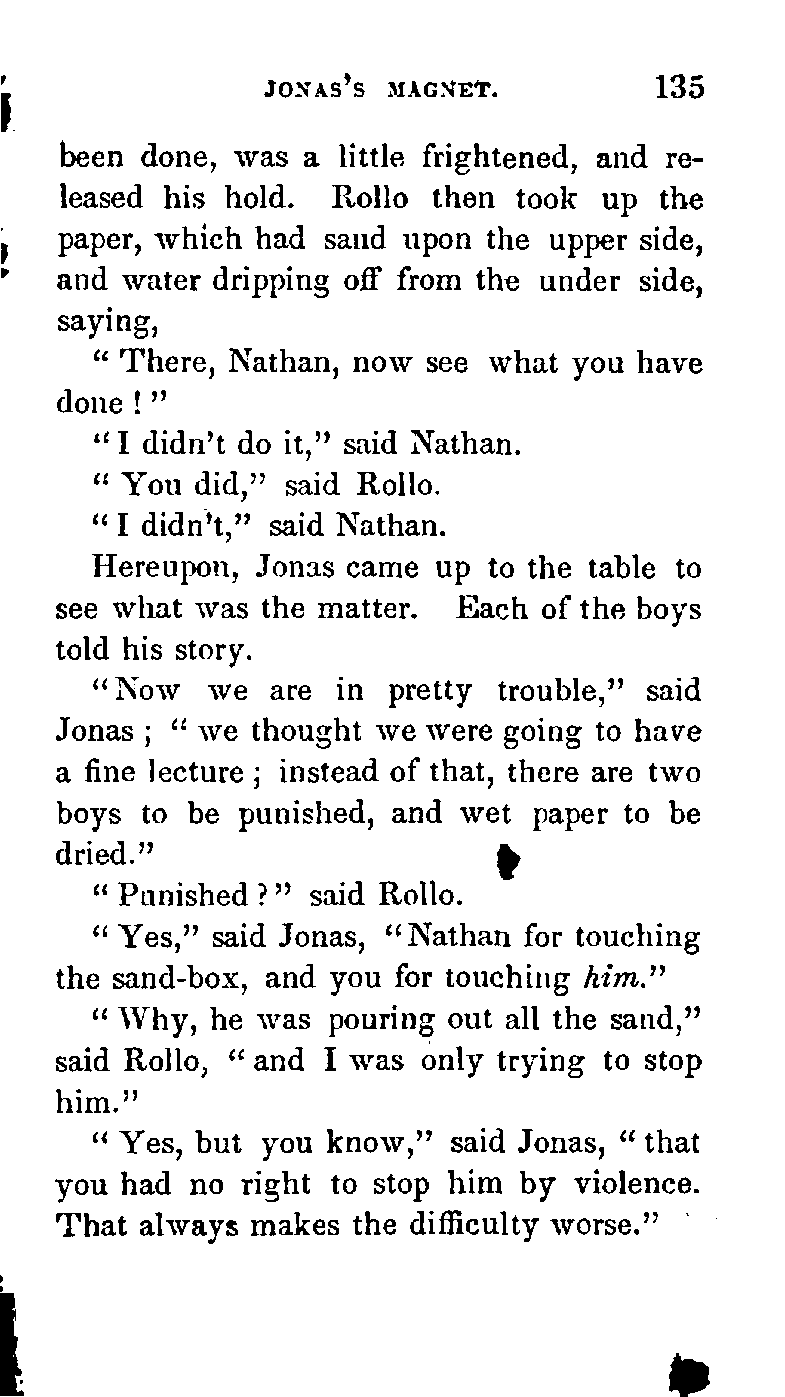 JONAS'S MAGNET. 135
been done, was a little frightened, and re-
leased his hold. Rollo then took up the
paper, which had sand upon the upper side,
and water dripping off from the under side,
saying,
“ There, Nathan, now see what you have
done ! ”
“ I didn't do it,” said Nathan.
“ You did,” said Rollo.
“ I didn't,” said Nathan.
Hereupon, Jonas came up to the table to
see what was the matter. Each of the boys
told his story.
“ Now we are in pretty trouble,” said
Jonas ; “ we thought we were going to have
a fine lecture ; instead of that, there are two
boys to be punished, and wet paper to be
dried.”
“ Punished ? ” said Rollo.
“ Yes,” said Jonas, “ Nathan for touching
the sand-box, and you for touching him.”
“ Why, he was pouring out all the sand,”
said Rollo, “ and I was only trying to stop
him.”
“ Yes, but you know,” said Jonas, “ that
you had no right to stop him by violence.
That always makes the difficulty worse.”